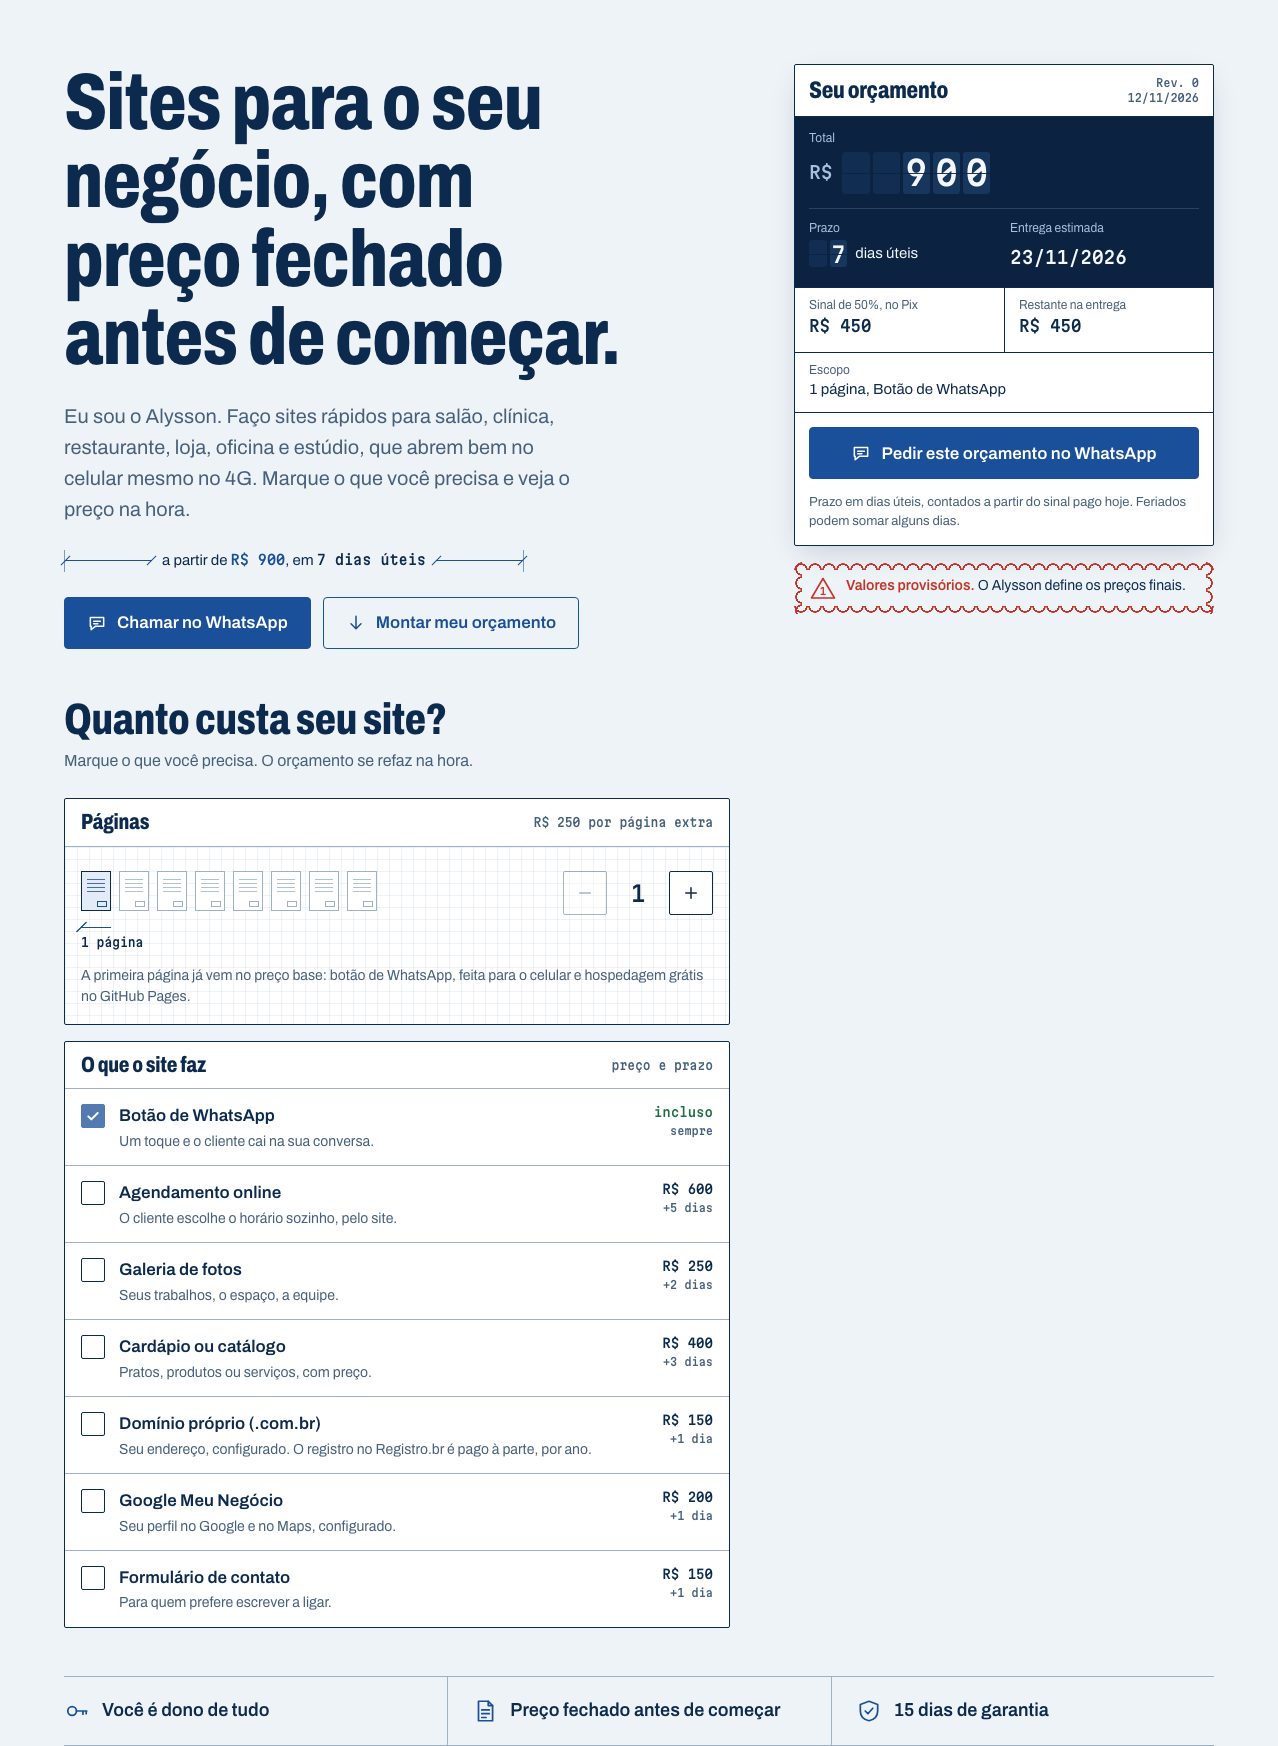 Sites para o seu
negócio, com
preço fechado
antes de começar.
Eu sou o Alysson. Faço sites rápidos para salão, clínica,
restaurante, loja, oficina e estúdio, que abrem bem no
celular mesmo no 4G. Marque o que você precisa e veja o
preço na hora.
a partir de R$ 900, em 7 dias úteis
Chamar no WhatsApp
Montar meu orçamento
Seu orçamento
Rev. 0
12/11/2026
Total
R$ 900
Prazo
7 dias úteis
Entrega estimada
23/11/2026
Sinal de 50%, no Pix
R$ 450
Restante na entrega
R$ 450
Escopo
1 página, Botão de WhatsApp
Pedir este orçamento no WhatsApp
Prazo em dias úteis, contados a partir do sinal pago hoje. Feriados
podem somar alguns dias.
1 Valores provisórios. O Alysson define os preços finais.
Quanto custa seu site?
Marque o que você precisa. O orçamento se refaz na hora.
Páginas
R$ 250 por página extra
− 1 +
1 página
A primeira página já vem no preço base: botão de WhatsApp, feita para o celular e hospedagem grátis
no GitHub Pages.
O que o site faz
preço e prazo
Botão de WhatsApp
incluso
Um toque e o cliente cai na sua conversa.
sempre
Agendamento online
R$ 600
O cliente escolhe o horário sozinho, pelo site.
+5 dias
Galeria de fotos
R$ 250
Seus trabalhos, o espaço, a equipe.
+2 dias
Cardápio ou catálogo
R$ 400
Pratos, produtos ou serviços, com preço.
+3 dias
Domínio próprio (.com.br)
R$ 150
Seu endereço, configurado. O registro no Registro.br é pago à parte, por ano.
+1 dia
Google Meu Negócio
R$ 200
Seu perfil no Google e no Maps, configurado.
+1 dia
Formulário de contato
R$ 150
Para quem prefere escrever a ligar.
+1 dia
Você é dono de tudo
Preço fechado antes de começar
15 dias de garantia